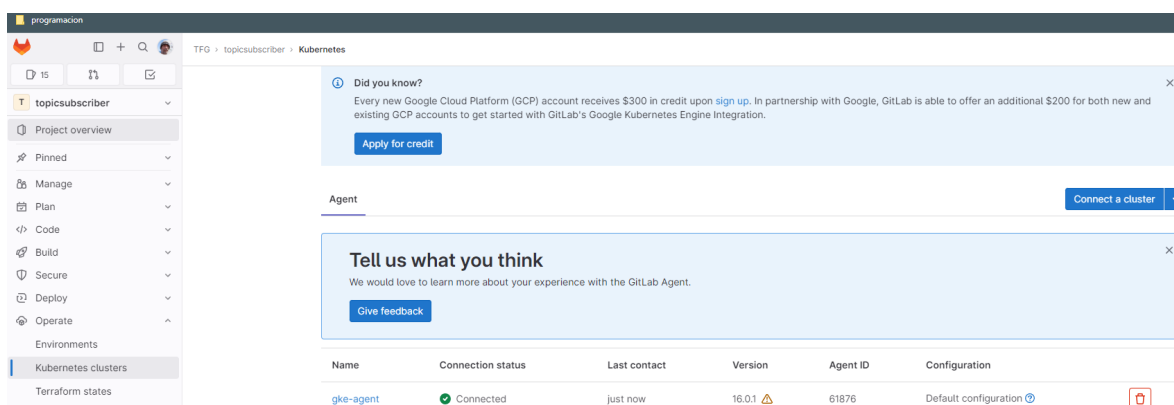 programacion
15
TFG › topicsubscriber › Kubernetes
T topicsubscriber
Project overview
Pinned
Manage
Plan
Code
Build
Secure
Deploy
Operate
Environments
Kubernetes clusters
Terraform states
Did you know?
Every new Google Cloud Platform (GCP) account receives $300 in credit upon sign up. In partnership with Google, GitLab is able to offer an additional $200 for both new and
existing GCP accounts to get started with GitLab's Google Kubernetes Engine Integration.
Apply for credit
Agent
Connect a cluster
Tell us what you think
We would love to learn more about your experience with the GitLab Agent.
Give feedback
Name Connection status Last contact Version Agent ID Configuration
gke-agent Connected just now 16.0.1 61876 Default configuration